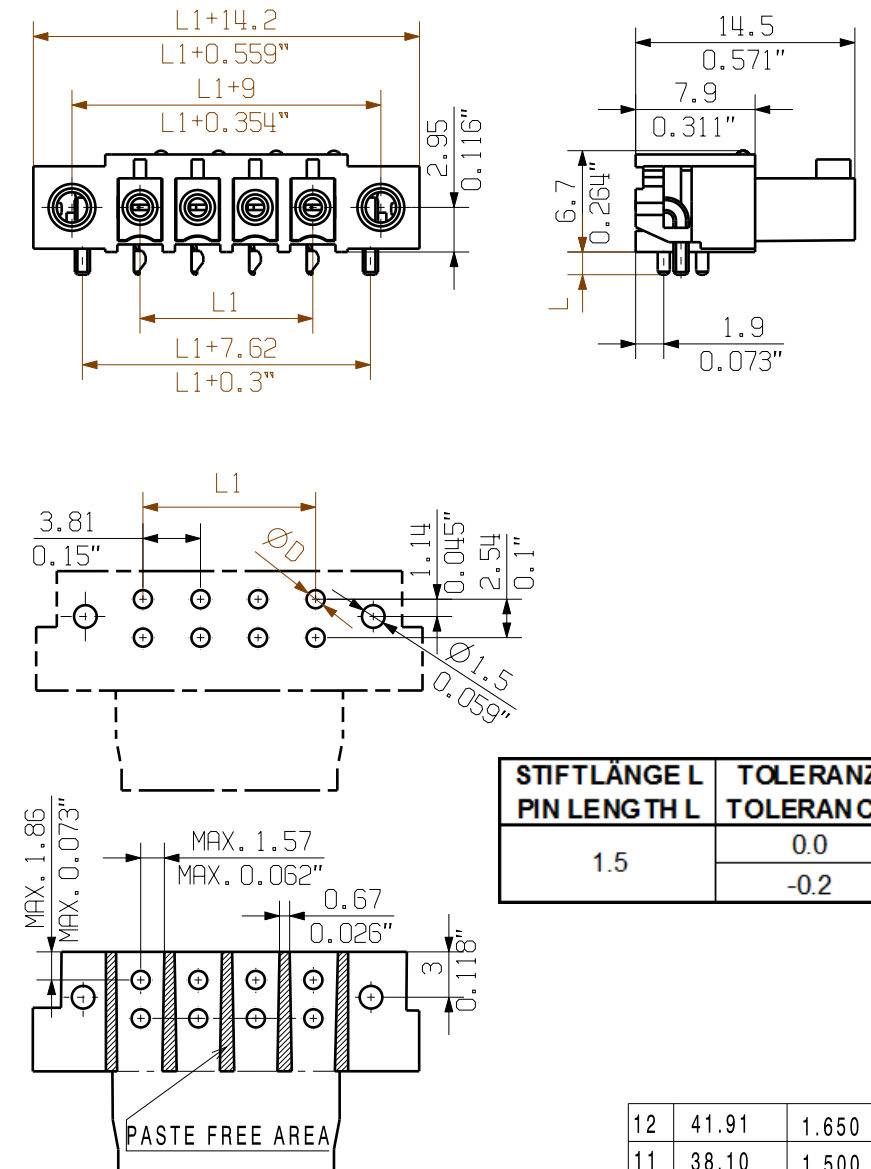 L1+14.2
L1+0.559"
L1+9
L1+0.354"
2.95
0.116"
L1
L1+7.62
L1+0.3"
14.5
0.571"
7.9
0.311"
6.7
0.264"
L
1.9
0.073"
L1
3.81
0.15"
ØD
1.14
0.045"
2.54
0.1"
Ø1.5
0.059"
STIFTLÄNGE L
PIN LENGTH L
TOLERANZ
TOLERANC
1.5
0.0
-0.2
MAX. 1.86
MAX. 0.073"
MAX. 1.57
MAX. 0.062"
0.67
0.026"
3
0.118"
PASTE FREE AREA
12 41.91 1.650
11 38.10 1.500